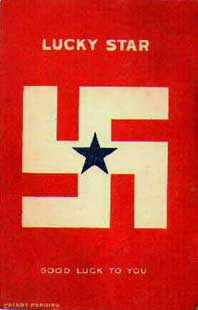 LUCKY STAR
GOOD LUCK TO YOU
PATENT PENDING